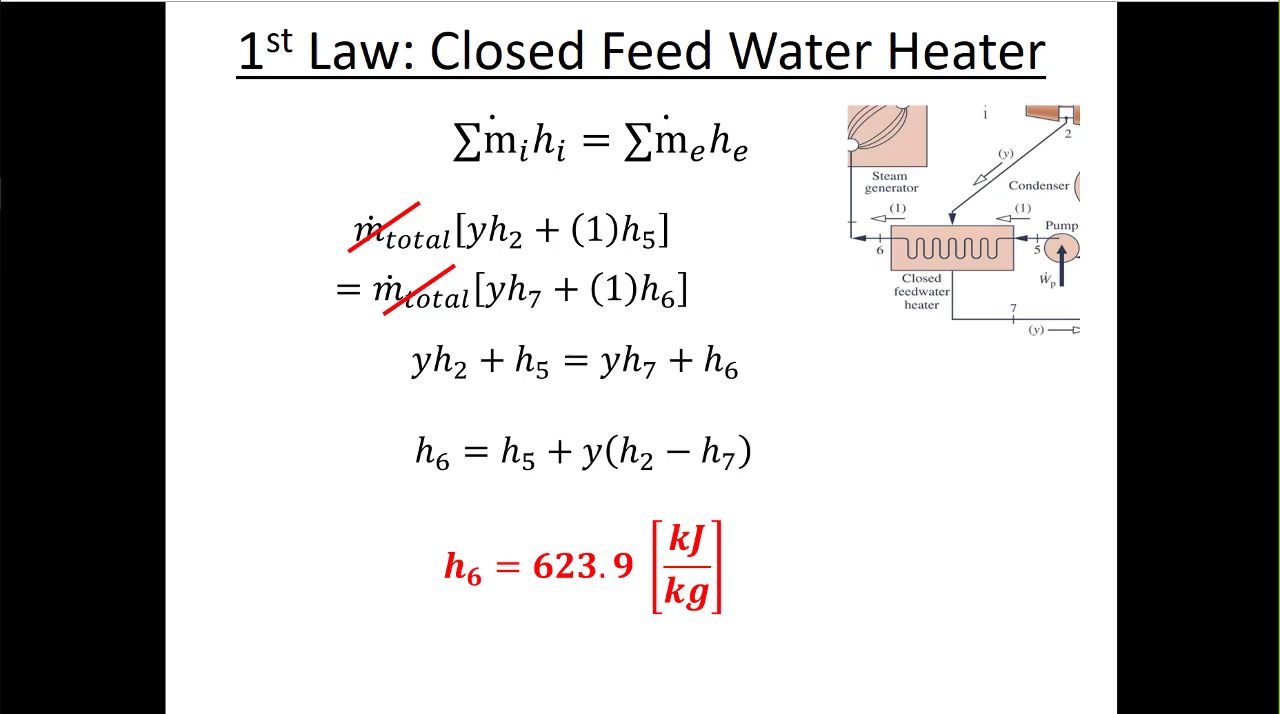 1st Law: Closed Feed Water Heater
∑ṁᵢhᵢ = ∑ṁₑhₑ
ṁ_total[yh₂ + (1)h₅]
= ṁ_total[yh₇ + (1)h₆]
yh₂ + h₅ = yh₇ + h₆
h₆ = h₅ + y(h₂ − h₇)
h₆ = 623.9 [kJ/kg]
i
2
(y)
Steam
generator
Condenser
(1)
(1)
Pump
6
5
Closed
feedwater
heater
Ẇₚ
7
(y)